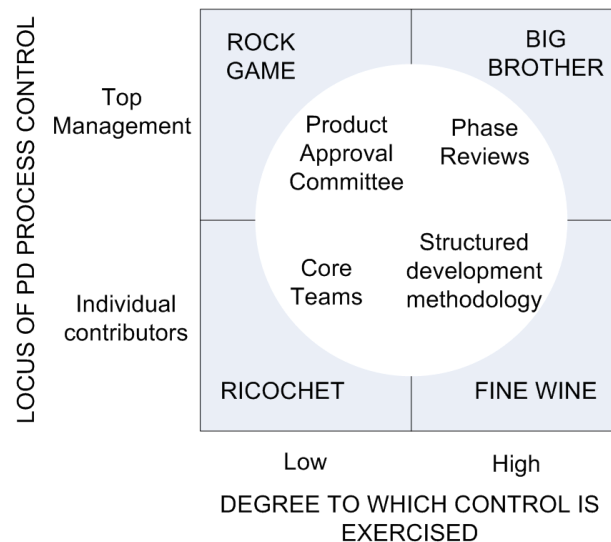 LOCUS OF PD PROCESS CONTROL
Top
Management
Individual
contributors
ROCK
GAME
BIG
BROTHER
Product
Approval
Committee
Phase
Reviews
Core
Teams
Structured
development
methodology
RICOCHET
FINE WINE
Low
High
DEGREE TO WHICH CONTROL IS
EXERCISED